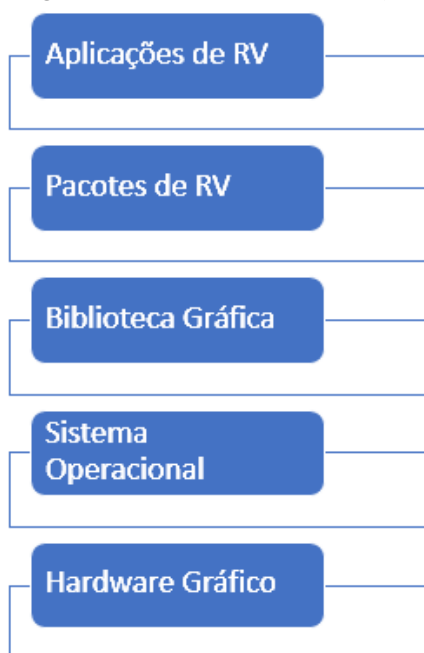 Aplicações de RV
Pacotes de RV
Biblioteca Gráfica
Sistema
Operacional
Hardware Gráfico